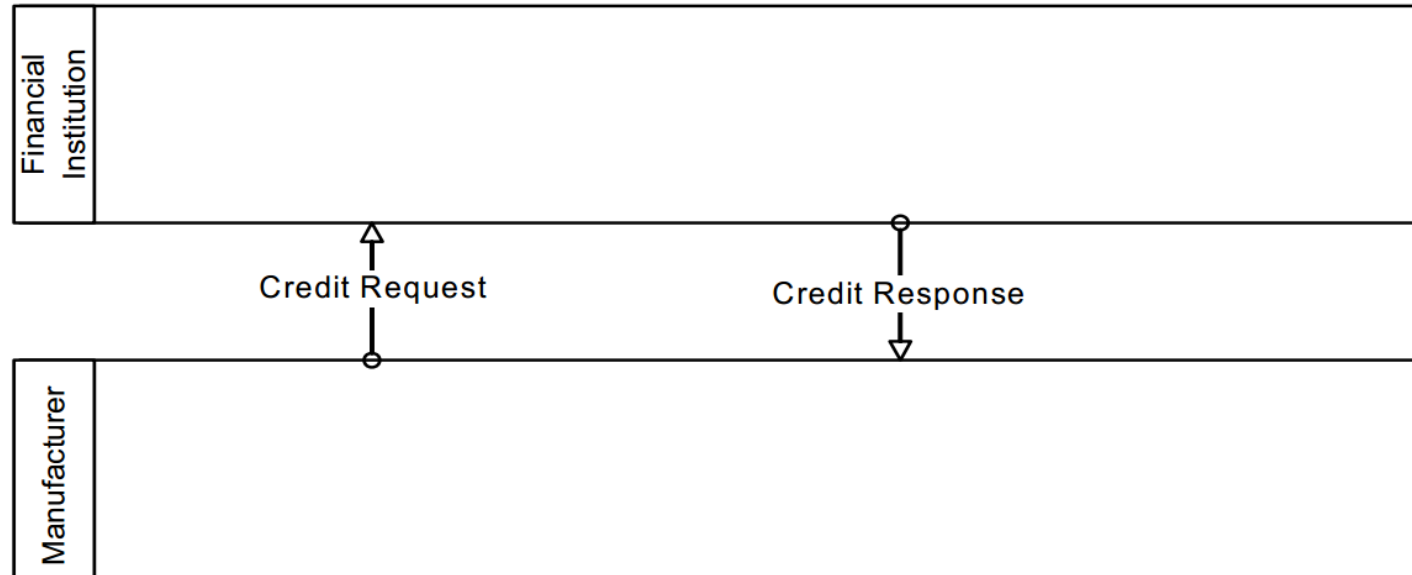 Financial
Institution
Credit Request
Credit Response
Manufacturer